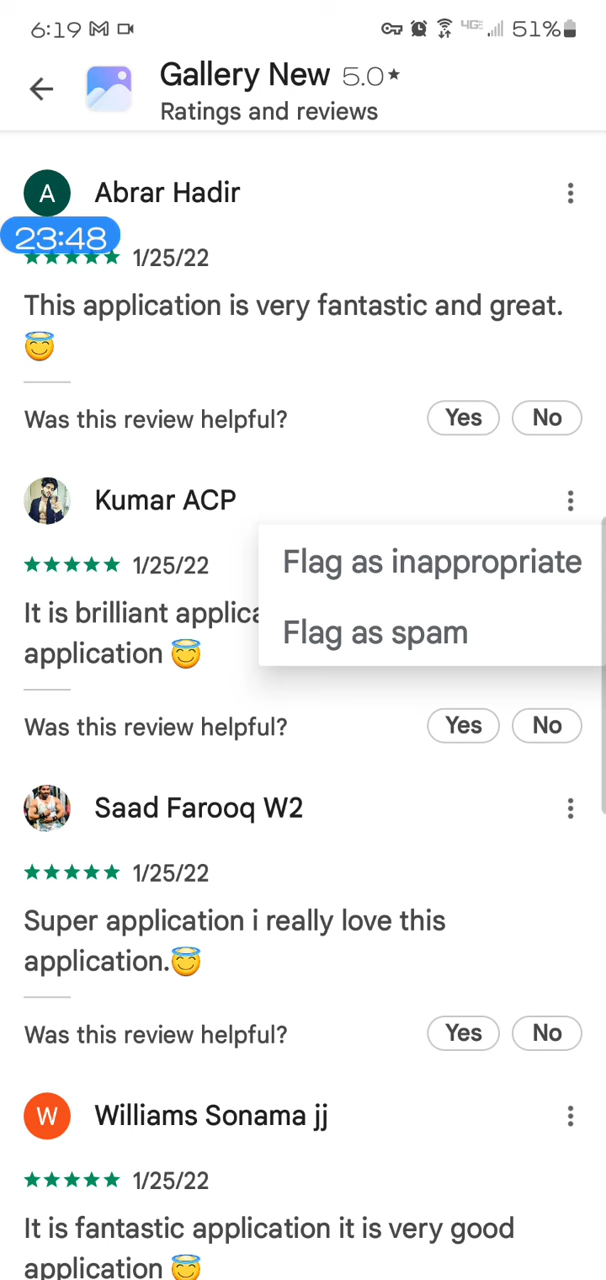 6:19 4GE 51%
Gallery New 5.0★
Ratings and reviews
A Abrar Hadir
23:48
★★★★★ 1/25/22
This application is very fantastic and great.
😇
Was this review helpful? Yes No
Kumar ACP
Flag as inappropriate
★★★★★ 1/25/22
It is brilliant applica
Flag as spam
application 😇
Was this review helpful? Yes No
Saad Farooq W2
★★★★★ 1/25/22
Super application i really love this
application.😇
Was this review helpful? Yes No
W Williams Sonama jj
★★★★★ 1/25/22
It is fantastic application it is very good
application 😇